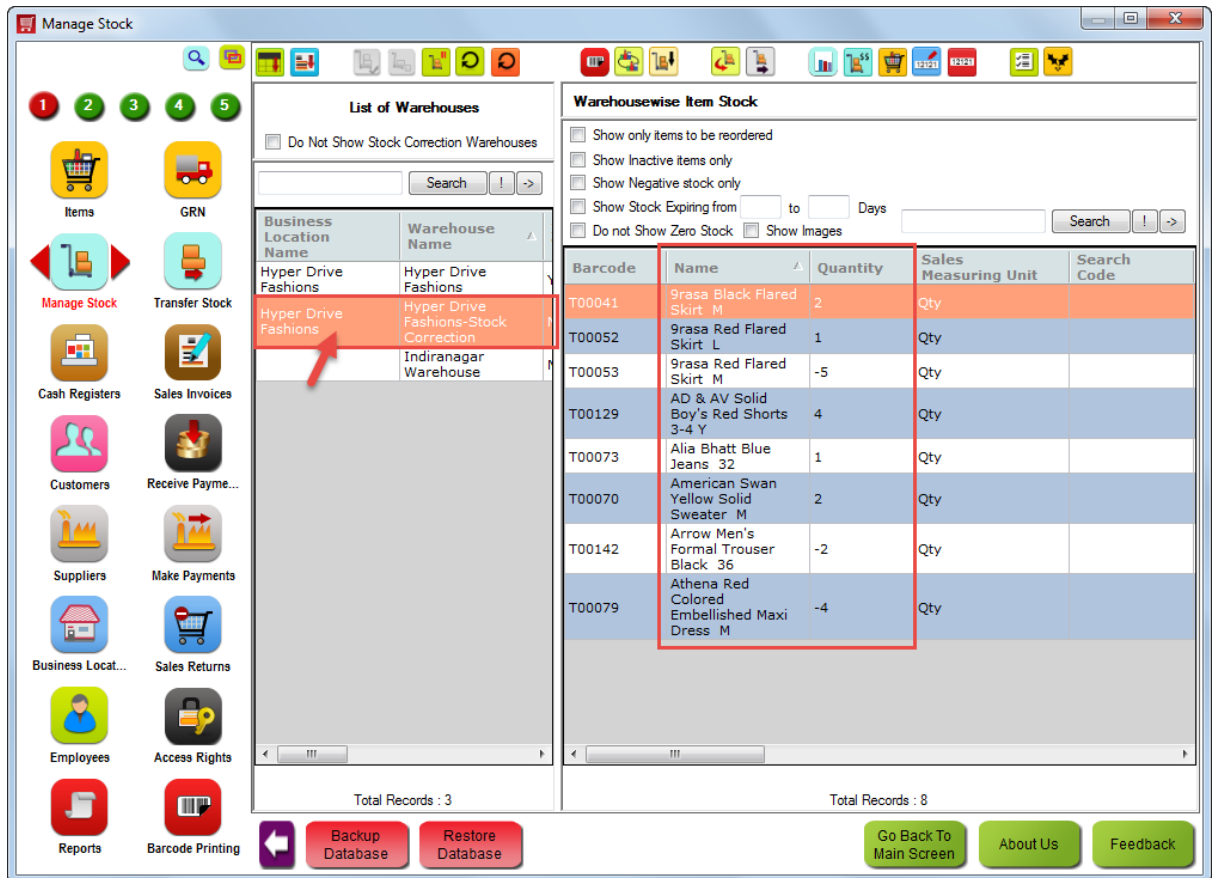 Manage Stock
1 2 3 4 5
Items
GRN
Manage Stock
Transfer Stock
Cash Registers
Sales Invoices
Customers
Receive Payme...
Suppliers
Make Payments
Business Locat...
Sales Returns
Employees
Access Rights
Reports
Barcode Printing
List of Warehouses
Do Not Show Stock Correction Warehouses
Search ! ->
Business
Location
Name
Warehouse
Name
Hyper Drive
Fashions
Hyper Drive
Fashions
Hyper Drive
Fashions
Hyper Drive
Fashions-Stock
Correction
Indiranagar
Warehouse
Total Records : 3
Warehousewise Item Stock
Show only items to be reordered
Show Inactive items only
Show Negative stock only
Show Stock Expiring from to Days
Do not Show Zero Stock Show Images
Search ! ->
Barcode
Name
Quantity
Sales
Measuring Unit
Search
Code
T00041
9rasa Black Flared
Skirt M
2
Qty
T00052
9rasa Red Flared
Skirt L
1
Qty
T00053
9rasa Red Flared
Skirt M
-5
Qty
T00129
AD & AV Solid
Boy's Red Shorts
3-4 Y
4
Qty
T00073
Alia Bhatt Blue
Jeans 32
1
Qty
T00070
American Swan
Yellow Solid
Sweater M
2
Qty
T00142
Arrow Men's
Formal Trouser
Black 36
-2
Qty
T00079
Athena Red
Colored
Embellished Maxi
Dress M
-4
Qty
Total Records : 8
Backup
Database
Restore
Database
Go Back To
Main Screen
About Us
Feedback